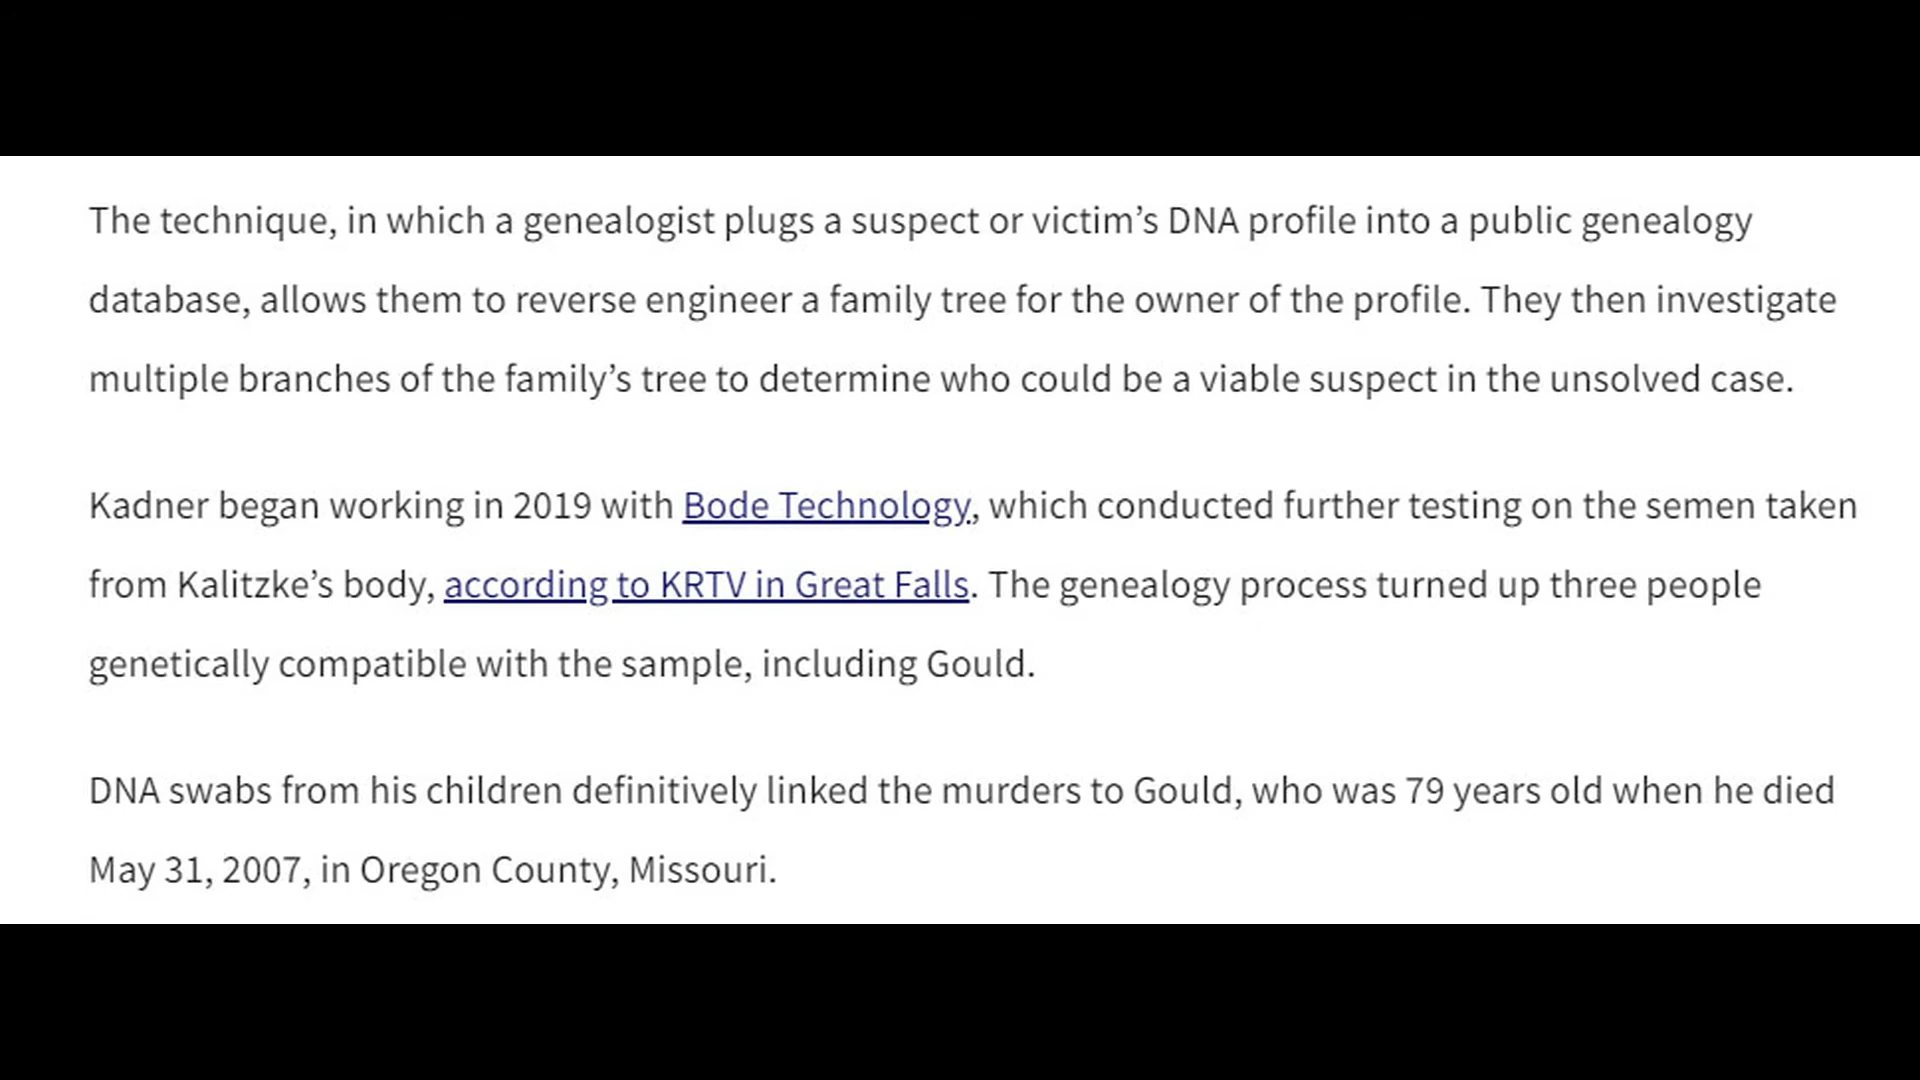 The technique, in which a genealogist plugs a suspect or victim’s DNA profile into a public genealogy
database, allows them to reverse engineer a family tree for the owner of the profile. They then investigate
multiple branches of the family’s tree to determine who could be a viable suspect in the unsolved case.
Kadner began working in 2019 with Bode Technology, which conducted further testing on the semen taken
from Kalitzke’s body, according to KRTV in Great Falls. The genealogy process turned up three people
genetically compatible with the sample, including Gould.
DNA swabs from his children definitively linked the murders to Gould, who was 79 years old when he died
May 31, 2007, in Oregon County, Missouri.